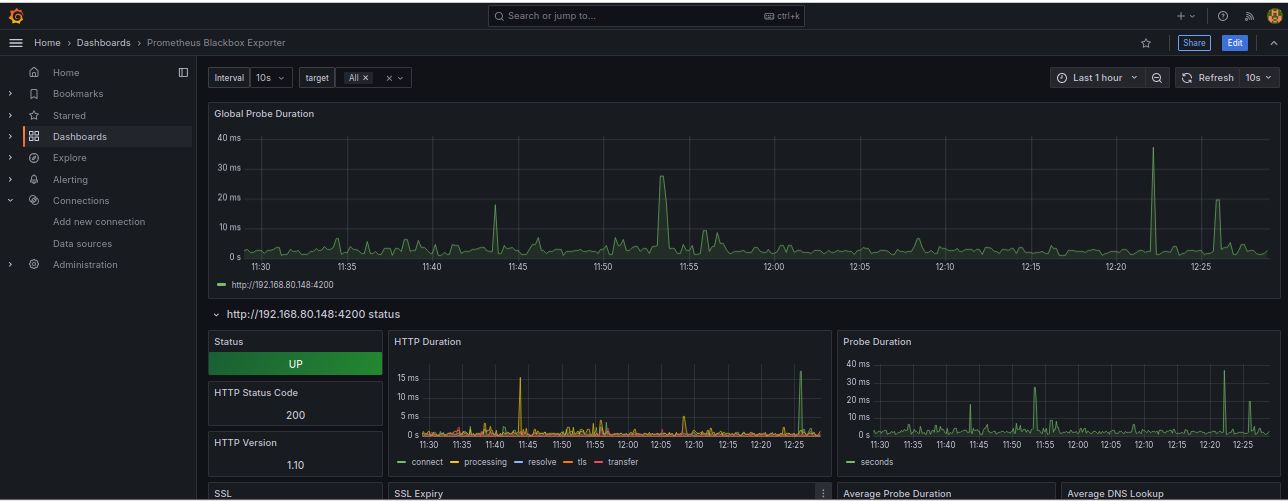 Search or jump to... ctrl+k
Home › Dashboards › Prometheus Blackbox Exporter
Share Edit
Home
Bookmarks
Starred
Dashboards
Explore
Alerting
Connections
Add new connection
Data sources
Administration
Interval 10s target All
Last 1 hour Refresh 10s
Global Probe Duration
40 ms
30 ms
20 ms
10 ms
0 s
11:30 11:35 11:40 11:45 11:50 11:55 12:00 12:05 12:10 12:15 12:20 12:25
http://192.168.80.148:4200
http://192.168.80.148:4200 status
Status
UP
HTTP Status Code
200
HTTP Version
1.10
SSL
HTTP Duration
15 ms
10 ms
5 ms
0 s
11:30 11:35 11:40 11:45 11:50 11:55 12:00 12:05 12:10 12:15 12:20 12:25
connect processing resolve tls transfer
SSL Expiry
Probe Duration
40 ms
30 ms
20 ms
10 ms
0 s
11:30 11:35 11:40 11:45 11:50 11:55 12:00 12:05 12:10 12:15 12:20 12:25
seconds
Average Probe Duration
Average DNS Lookup